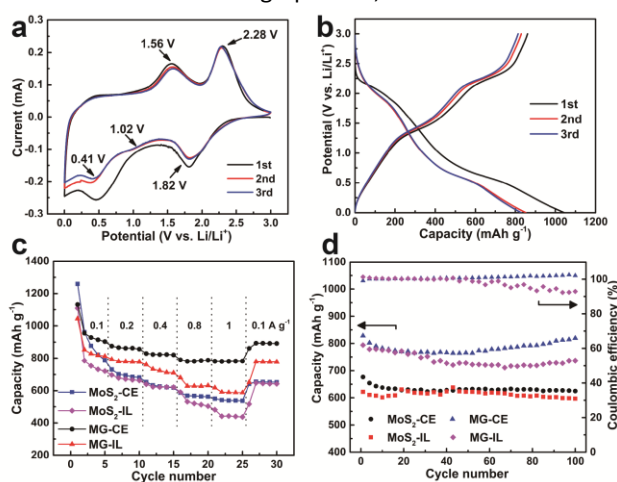 a
1.56 V
2.28 V
1.02 V
0.41 V
1.82 V
1st
2nd
3rd
0.3
0.2
0.1
0.0
-0.1
-0.2
-0.3
Current (mA)
0.0 0.5 1.0 1.5 2.0 2.5 3.0
Potential (V vs. Li/Li+)
b
1st
2nd
3rd
3.0
2.5
2.0
1.5
1.0
0.5
0.0
Potential (V vs. Li/Li+)
0 200 400 600 800 1000 1200
Capacity (mAh g-1)
c
0.1 0.2 0.4 0.8 1 0.1 A g-1
MoS2-CE
MoS2-IL
MG-CE
MG-IL
1400
1200
1000
800
600
400
200
Capacity (mAh g-1)
0 5 10 15 20 25 30
Cycle number
d
MoS2-CE MG-CE
MoS2-IL MG-IL
1100
1000
900
800
700
600
500
400
Capacity (mAh g-1)
100
80
60
40
20
0
Coulombic efficiency (%)
0 20 40 60 80 100
Cycle number